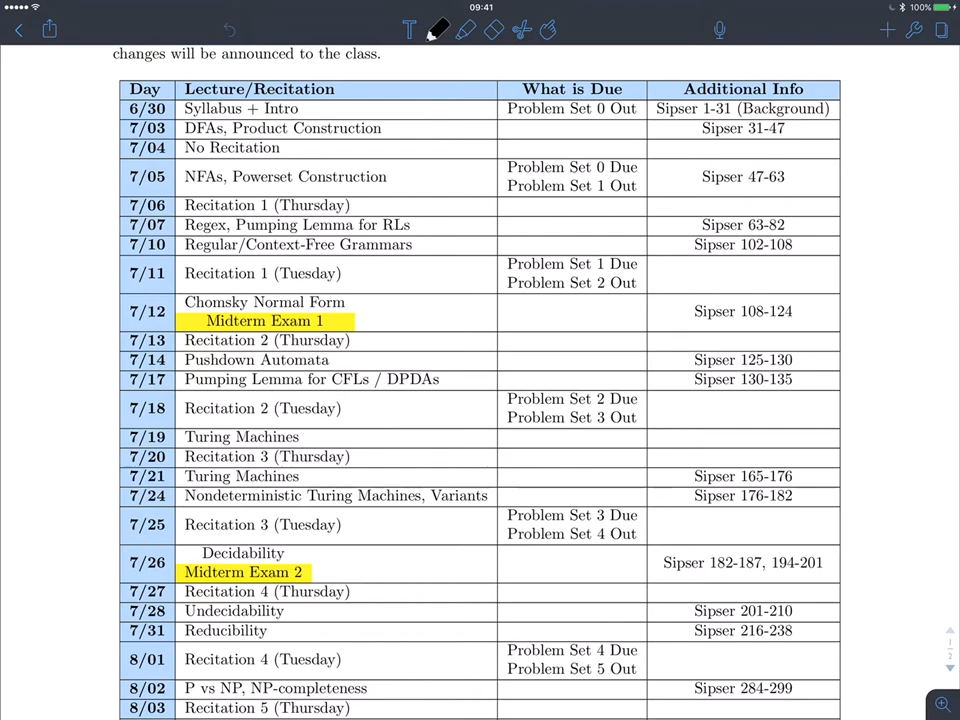 09:41
100%
changes will be announced to the class.
Day Lecture/Recitation What is Due Additional Info
6/30 Syllabus + Intro Problem Set 0 Out Sipser 1-31 (Background)
7/03 DFAs, Product Construction Sipser 31-47
7/04 No Recitation
7/05 NFAs, Powerset Construction Problem Set 0 Due Sipser 47-63
Problem Set 1 Out
7/06 Recitation 1 (Thursday)
7/07 Regex, Pumping Lemma for RLs Sipser 63-82
7/10 Regular/Context-Free Grammars Sipser 102-108
7/11 Recitation 1 (Tuesday) Problem Set 1 Due
Problem Set 2 Out
7/12 Chomsky Normal Form Sipser 108-124
Midterm Exam 1
7/13 Recitation 2 (Thursday)
7/14 Pushdown Automata Sipser 125-130
7/17 Pumping Lemma for CFLs / DPDAs Sipser 130-135
7/18 Recitation 2 (Tuesday) Problem Set 2 Due
Problem Set 3 Out
7/19 Turing Machines
7/20 Recitation 3 (Thursday)
7/21 Turing Machines Sipser 165-176
7/24 Nondeterministic Turing Machines, Variants Sipser 176-182
7/25 Recitation 3 (Tuesday) Problem Set 3 Due
Problem Set 4 Out
7/26 Decidability Sipser 182-187, 194-201
Midterm Exam 2
7/27 Recitation 4 (Thursday)
7/28 Undecidability Sipser 201-210
7/31 Reducibility Sipser 216-238
8/01 Recitation 4 (Tuesday) Problem Set 4 Due
Problem Set 5 Out
8/02 P vs NP, NP-completeness Sipser 284-299
8/03 Recitation 5 (Thursday)
1
2